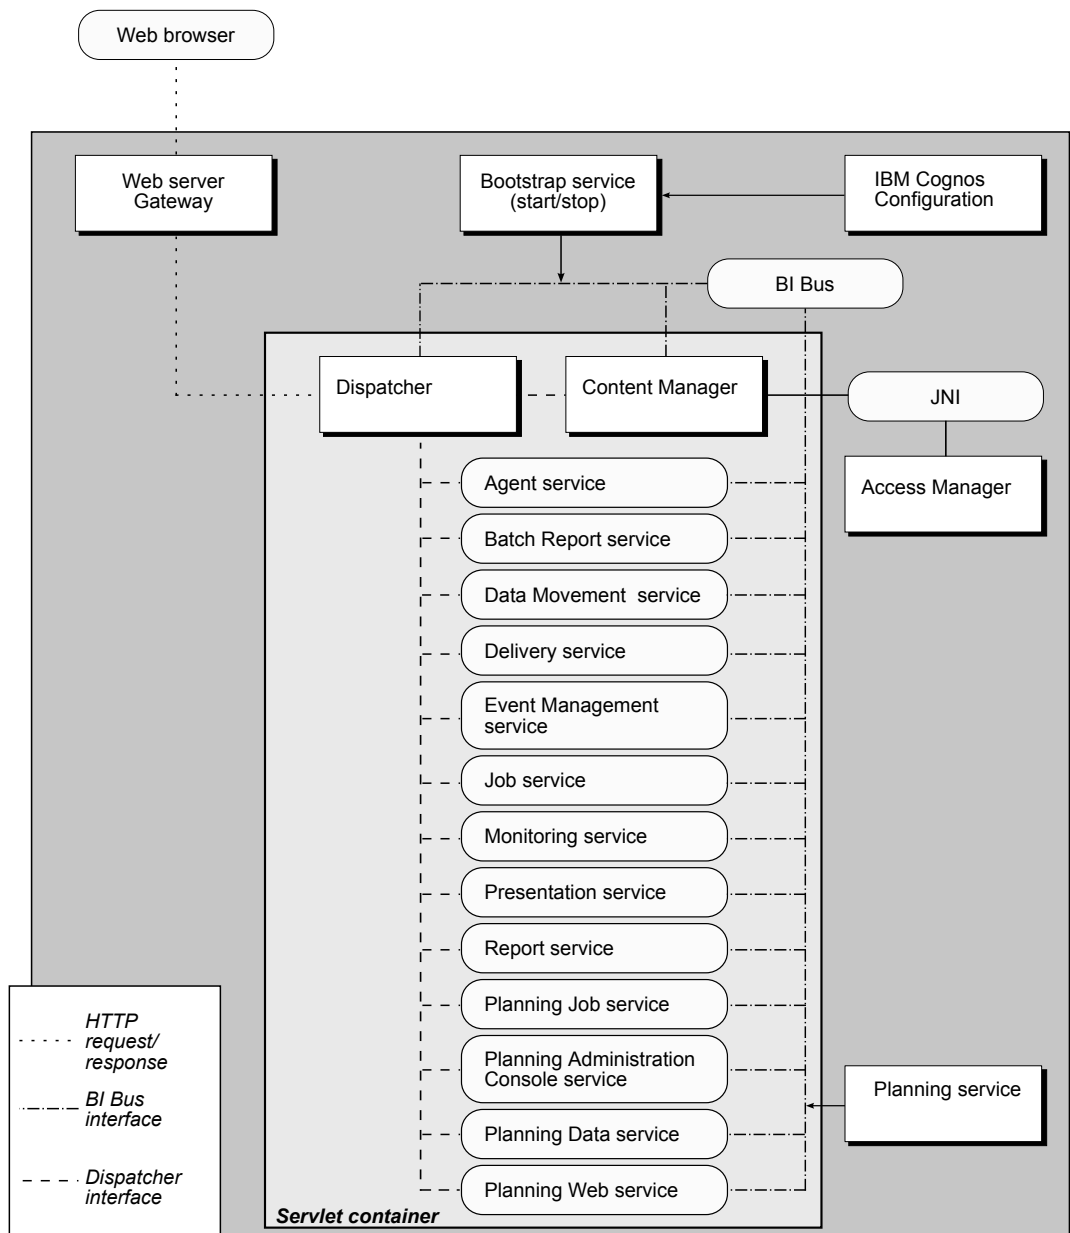 Web browser
Web server
Gateway
Bootstrap service
(start/stop)
IBM Cognos
Configuration
BI Bus
Dispatcher
Content Manager
JNI
Access Manager
Agent service
Batch Report service
Data Movement  service
Delivery service
Event Management
service
Job service
Monitoring service
Presentation service
Report service
Planning Job service
Planning Administration
Console service
Planning Data service
Planning Web service
Planning service
HTTP
request/
response
BI Bus
interface
Dispatcher
interface
Servlet container